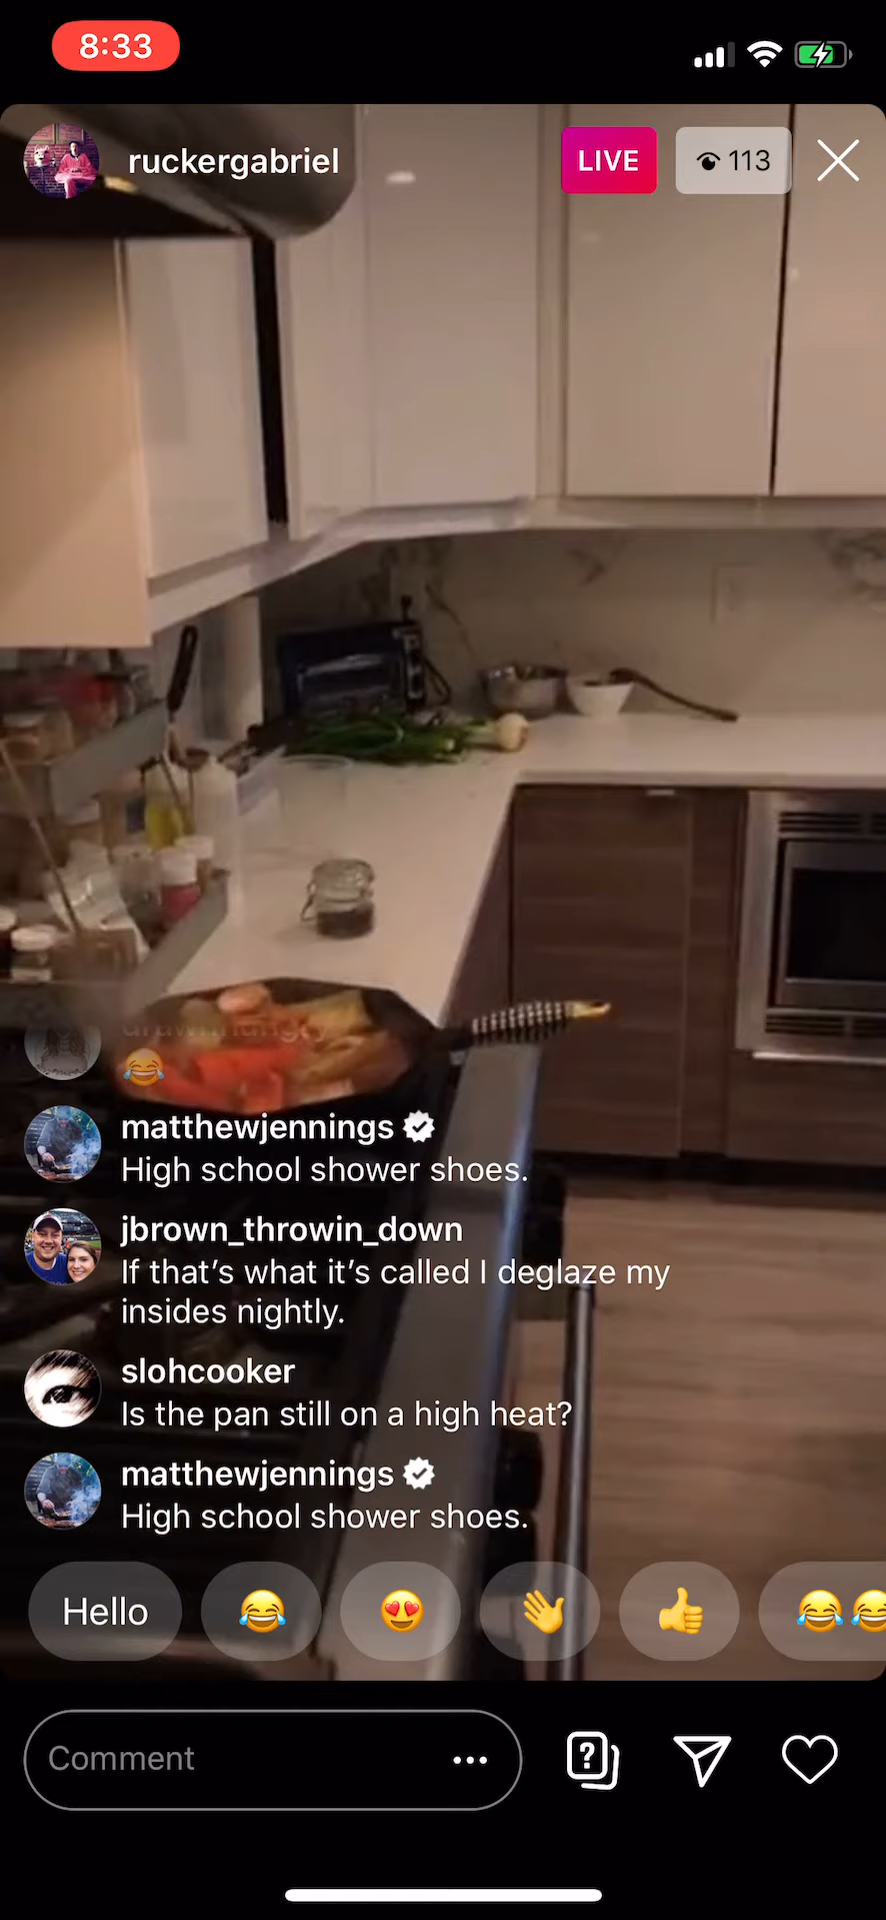 8:33
ruckergabriel
LIVE
113
drawnhungry
😂
matthewjennings
High school shower shoes.
jbrown_throwin_down
If that’s what it’s called I deglaze my
insides nightly.
slohcooker
Is the pan still on a high heat?
matthewjennings
High school shower shoes.
Hello 😂 😍 👋 👍 😂😂
Comment